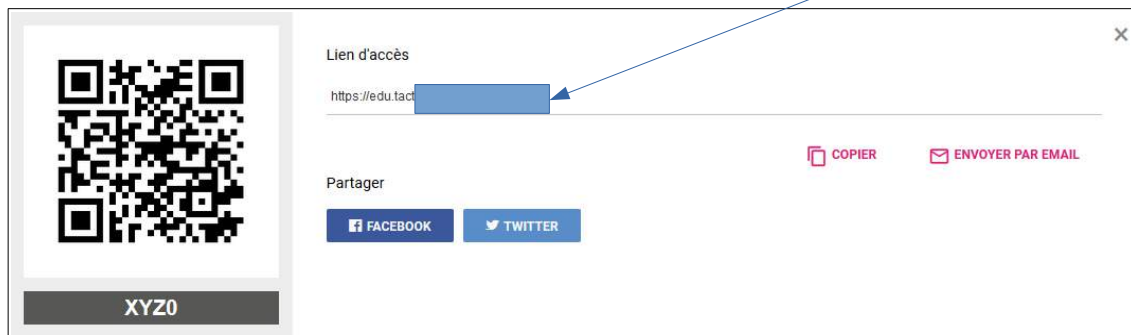 Lien d'accès
https://edu.tact
COPIER
ENVOYER PAR EMAIL
Partager
FACEBOOK
TWITTER
XYZ0